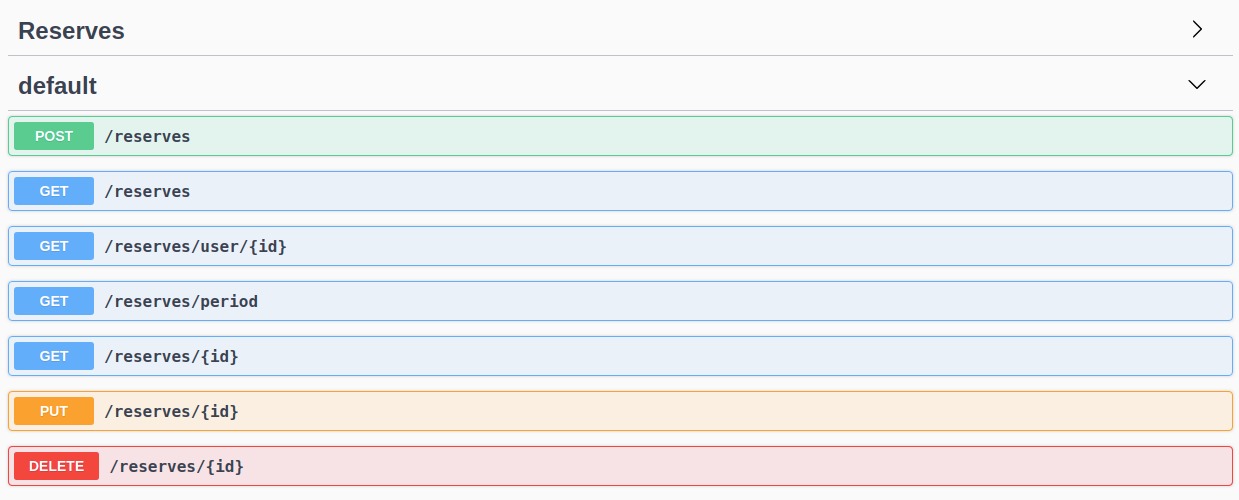 Reserves
default
POST /reserves
GET /reserves
GET /reserves/user/{id}
GET /reserves/period
GET /reserves/{id}
PUT /reserves/{id}
DELETE /reserves/{id}